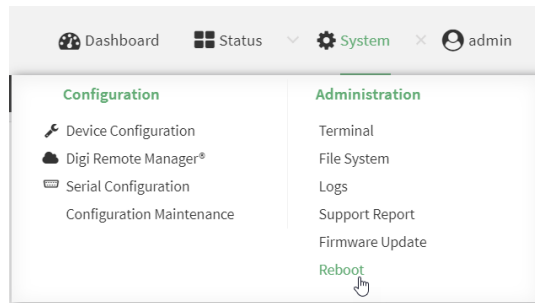 Dashboard Status System admin
Configuration
Device Configuration
Digi Remote Manager®
Serial Configuration
Configuration Maintenance
Administration
Terminal
File System
Logs
Support Report
Firmware Update
Reboot